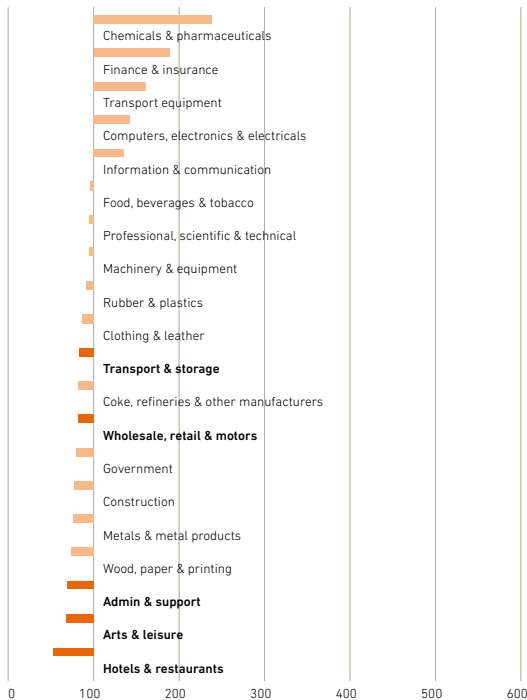 Chemicals & pharmaceuticals
Finance & insurance
Transport equipment
Computers, electronics & electricals
Information & communication
Food, beverages & tobacco
Professional, scientific & technical
Machinery & equipment
Rubber & plastics
Clothing & leather
Transport & storage
Coke, refineries & other manufacturers
Wholesale, retail & motors
Government
Construction
Metals & metal products
Wood, paper & printing
Admin & support
Arts & leisure
Hotels & restaurants
0 100 200 300 400 500 600